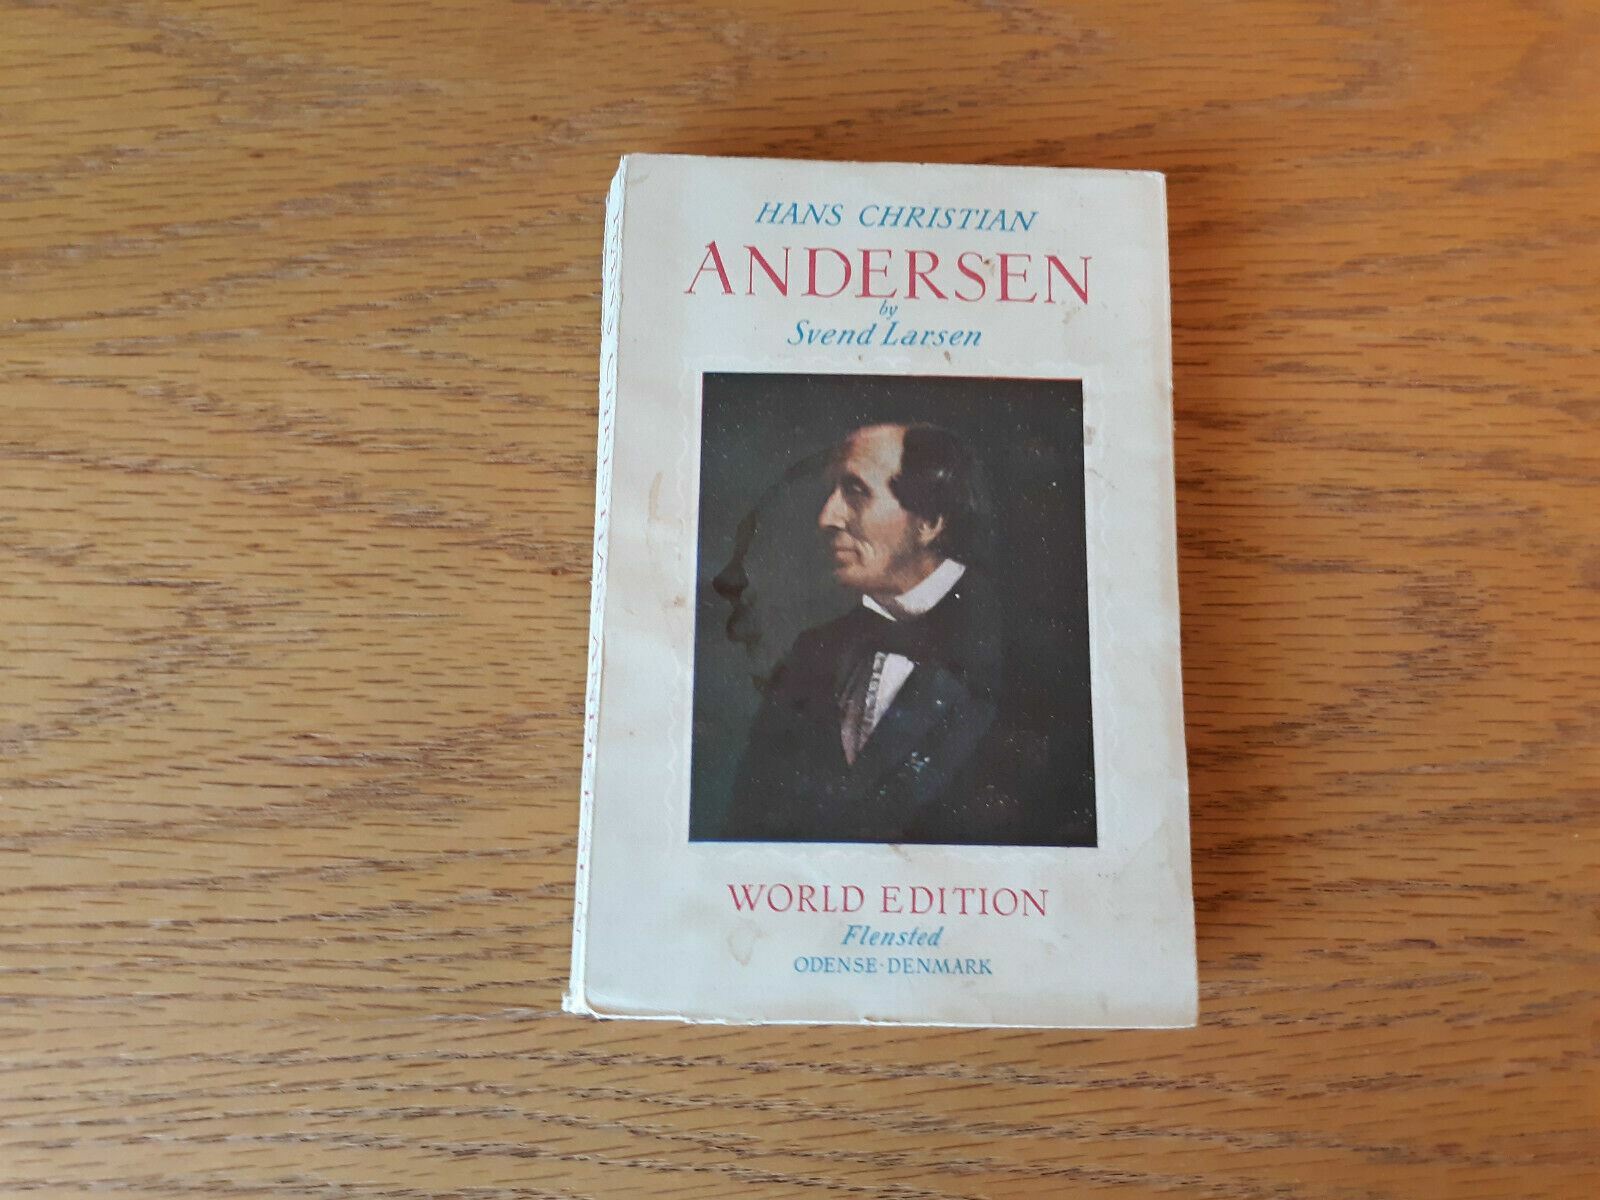 HANS CHRISTIAN
ANDERSEN
by
Svend Larsen
WORLD EDITION
Flensted
ODENSE-DENMARK